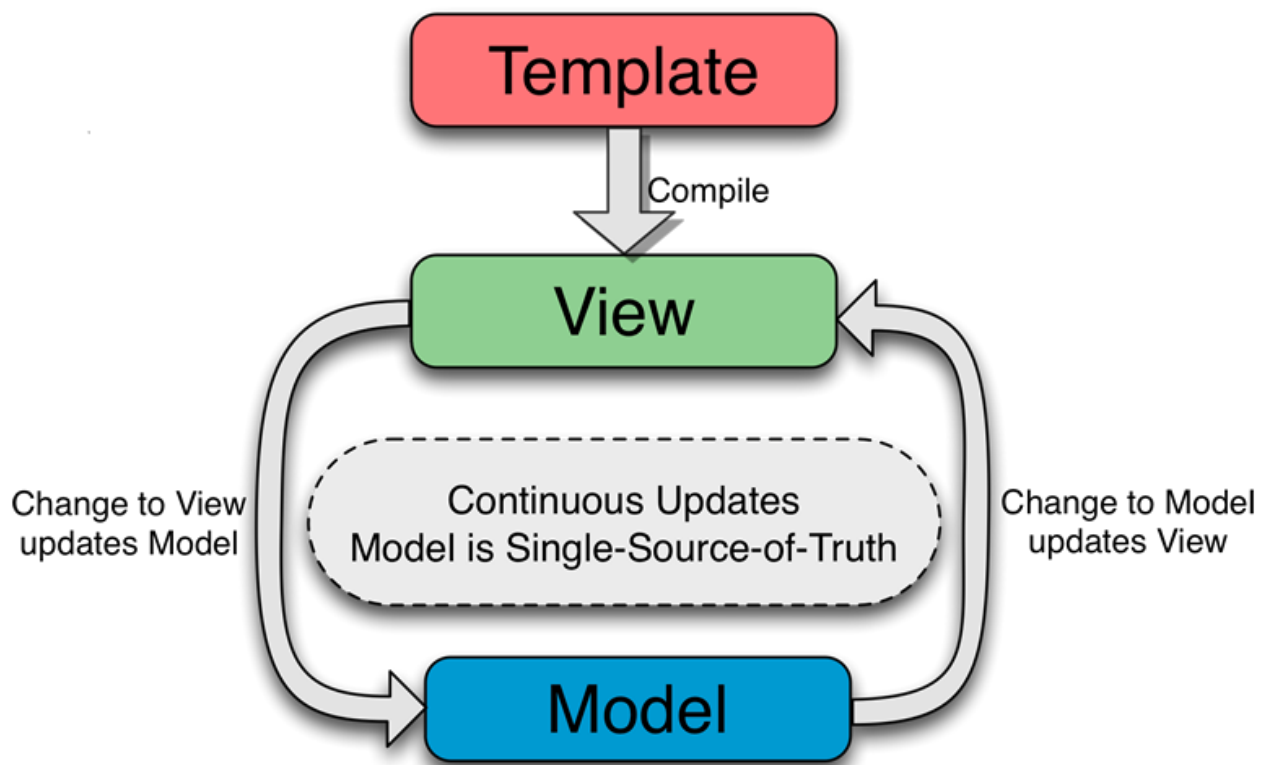 Template
Compile
View
Change to View
updates Model
Continuous Updates
Model is Single-Source-of-Truth
Change to Model
updates View
Model